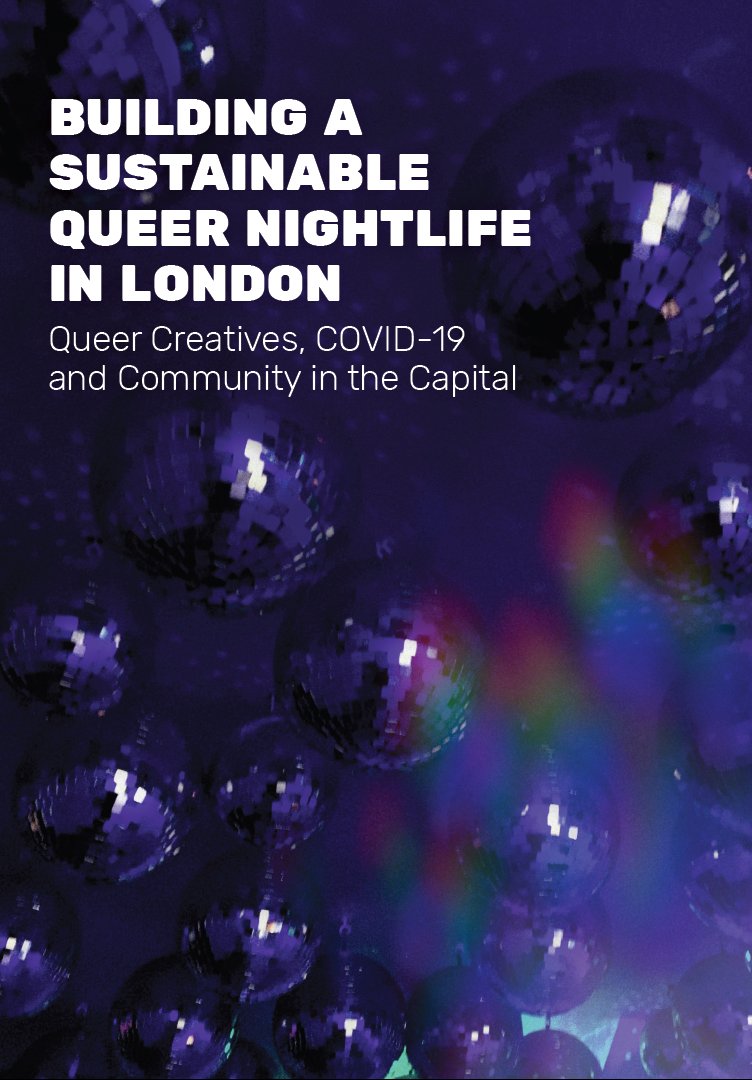 BUILDING A
SUSTAINABLE
QUEER NIGHTLIFE
IN LONDON
Queer Creatives, COVID-19
and Community in the Capital